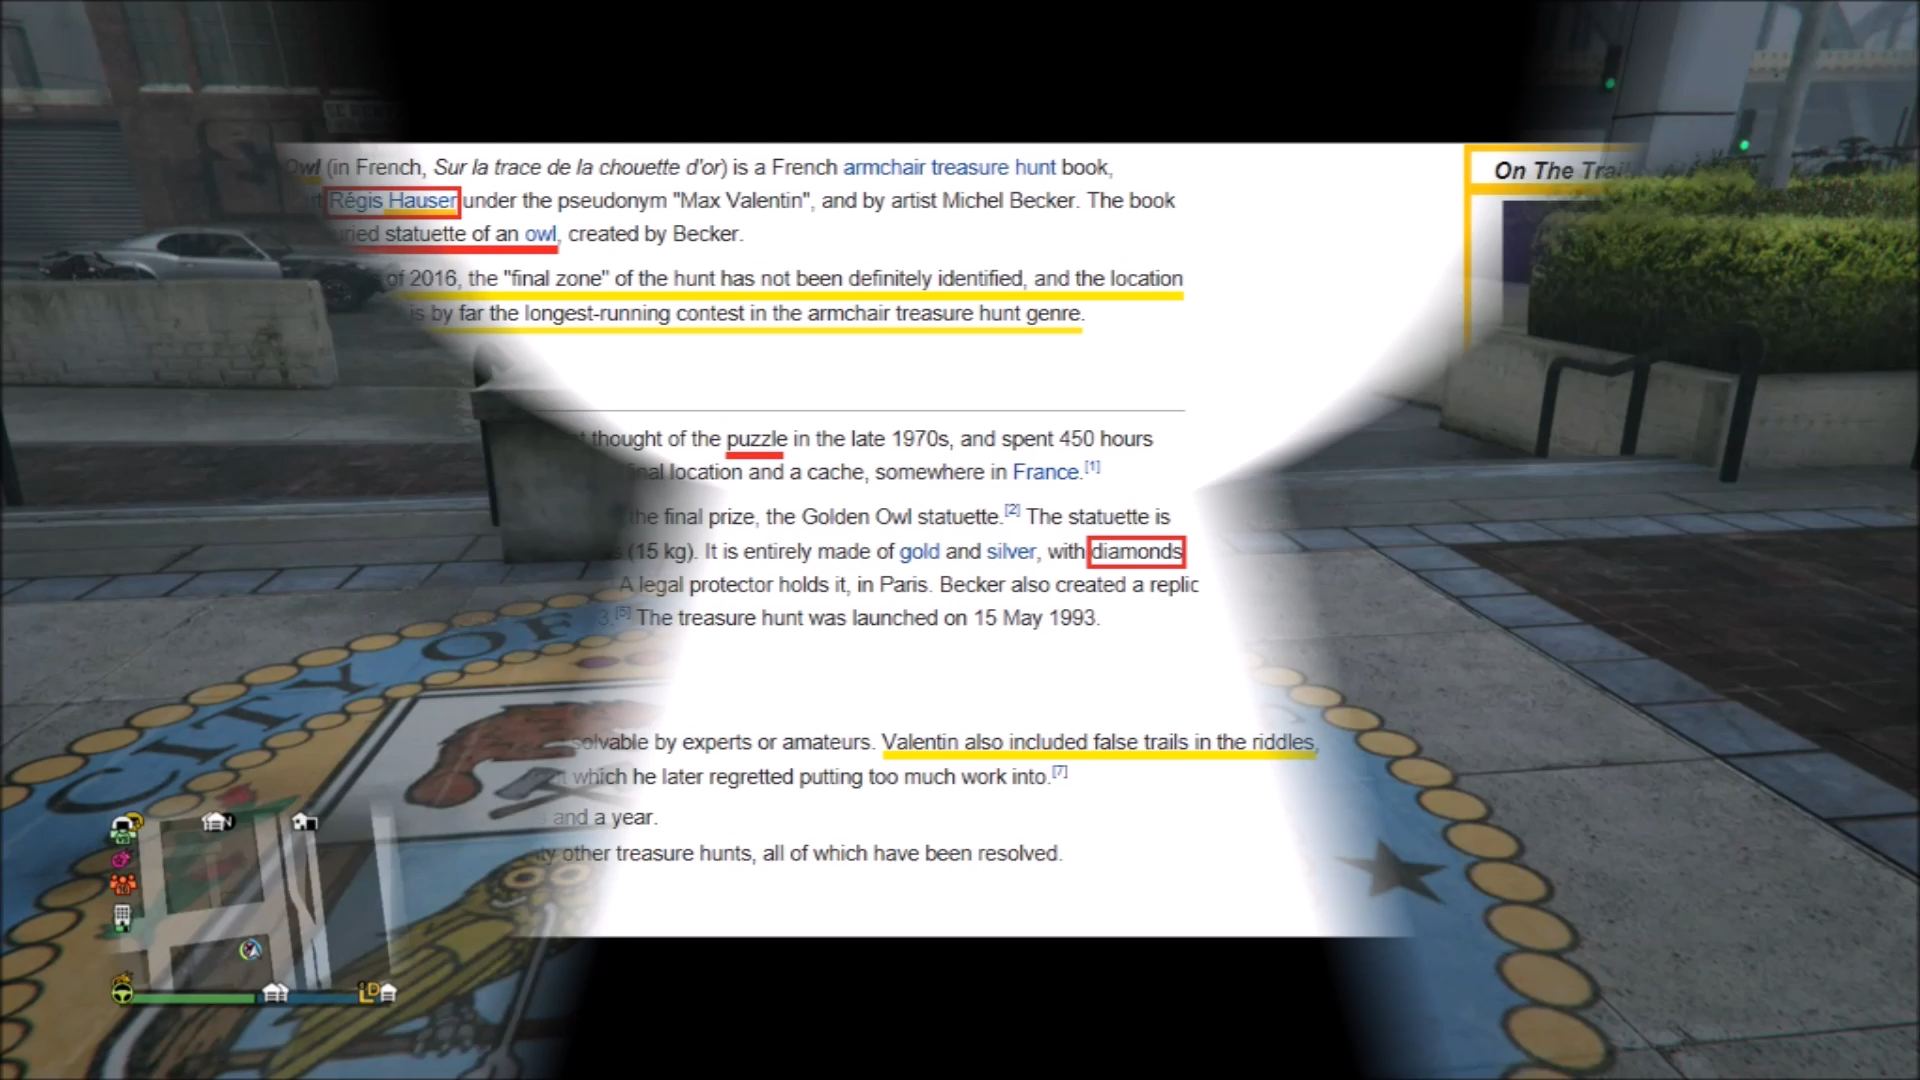 Owl (in French, Sur la trace de la chouette d'or) is a French armchair treasure hunt book,
Régis Hauser under the pseudonym "Max Valentin", and by artist Michel Becker. The book
statuette of an owl, created by Becker.
of 2016, the "final zone" of the hunt has not been definitely identified, and the location
is by far the longest-running contest in the armchair treasure hunt genre.
thought of the puzzle in the late 1970s, and spent 450 hours
location and a cache, somewhere in France.[1]
the final prize, the Golden Owl statuette.[2] The statuette is
(15 kg). It is entirely made of gold and silver, with diamonds
A legal protector holds it, in Paris. Becker also created a replic
3.[5] The treasure hunt was launched on 15 May 1993.
solvable by experts or amateurs. Valentin also included false trails in the riddles,
which he later regretted putting too much work into.[7]
and a year.
other treasure hunts, all of which have been resolved.
On The Trail
CITY OF